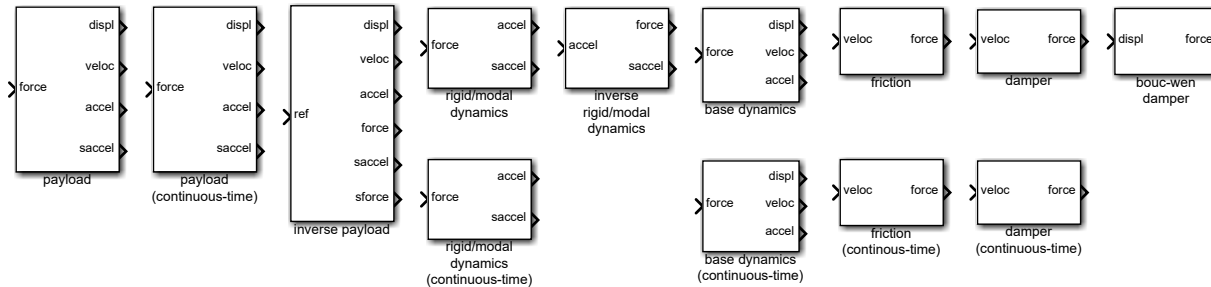 force
displ
veloc
accel
saccel
payload
force
displ
veloc
accel
saccel
payload
(continuous-time)
ref
displ
veloc
accel
force
saccel
sforce
inverse payload
force
accel
saccel
rigid/modal
dynamics
accel
force
saccel
inverse
rigid/modal
dynamics
force
displ
veloc
accel
base dynamics
veloc force
friction
veloc force
damper
displ force
bouc-wen
damper
force
accel
saccel
rigid/modal
dynamics
(continuous-time)
force
displ
veloc
accel
base dynamics
(continuous-time)
veloc force
friction
(continous-time)
veloc force
damper
(continuous-time)